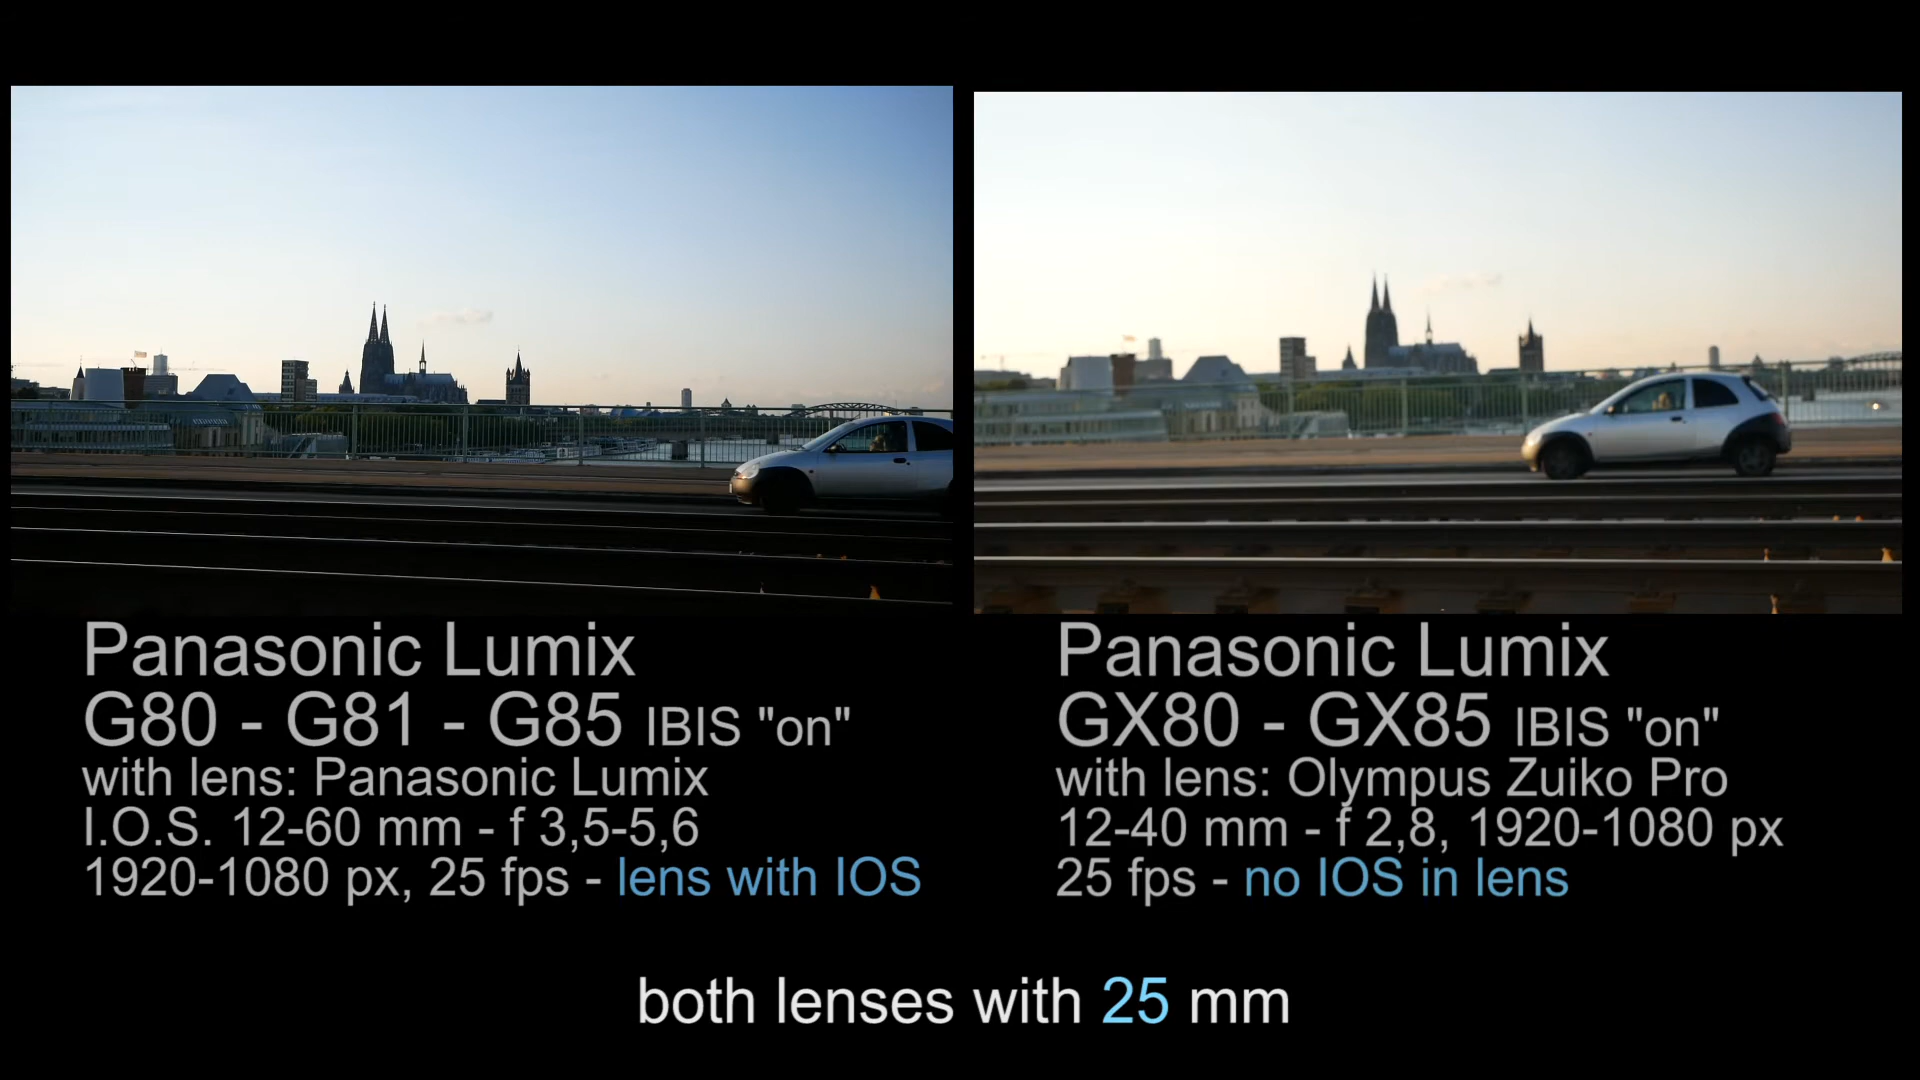 Panasonic Lumix
G80 - G81 - G85 IBIS "on"
with lens: Panasonic Lumix
I.O.S. 12-60 mm - f 3,5-5,6
1920-1080 px, 25 fps - lens with IOS
Panasonic Lumix
GX80 - GX85 IBIS "on"
with lens: Olympus Zuiko Pro
12-40 mm - f 2,8, 1920-1080 px
25 fps - no IOS in lens
both lenses with 25 mm